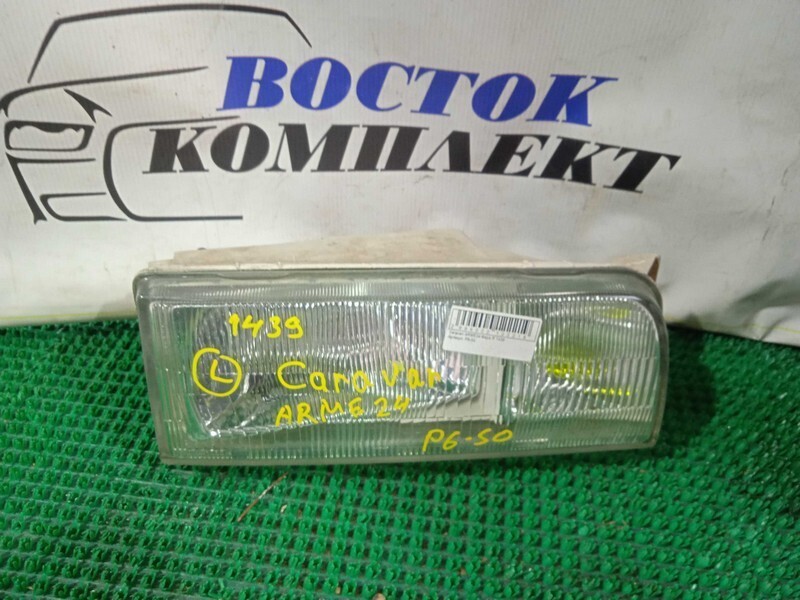 ВОСТОК
КОМПЛЕКТ
1439
L Caravan
ARME24
P6-50